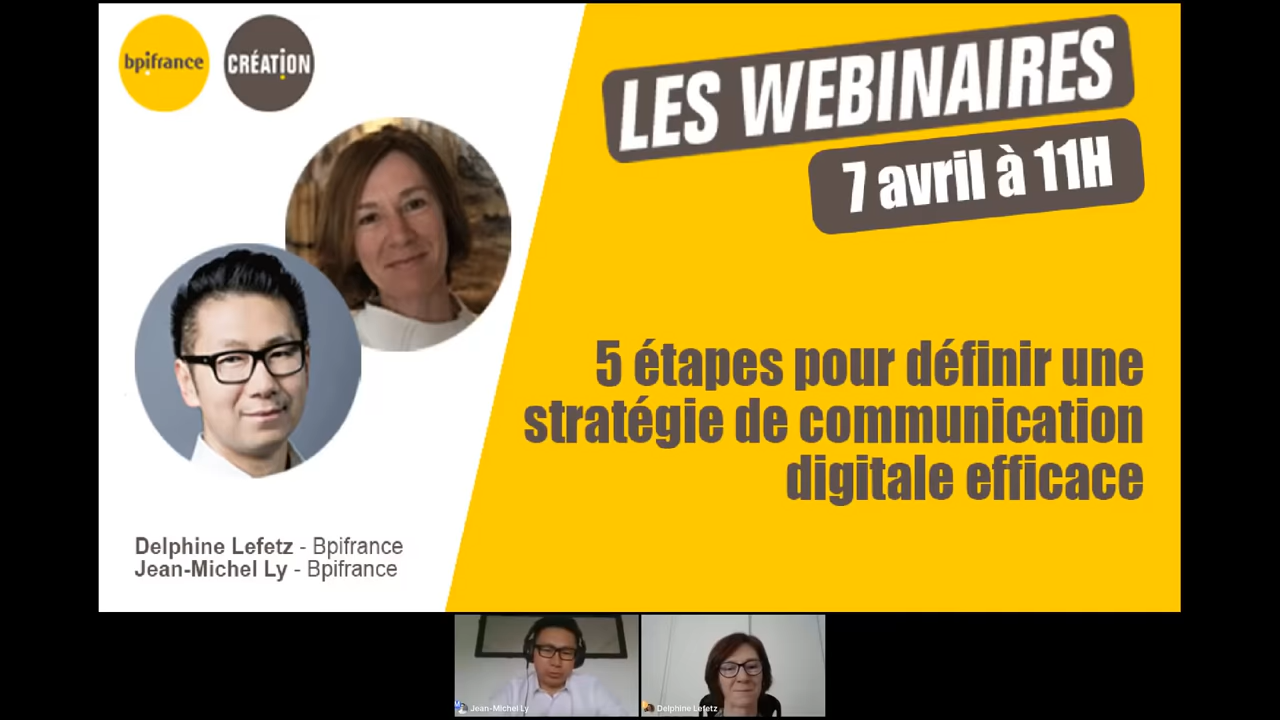 bpifrance
CRÉATION
LES WEBINAIRES
7 avril à 11H
5 étapes pour définir une
stratégie de communication
digitale efficace
Delphine Lefetz - Bpifrance
Jean-Michel Ly - Bpifrance
Jean-Michel Ly
Delphine Lefetz